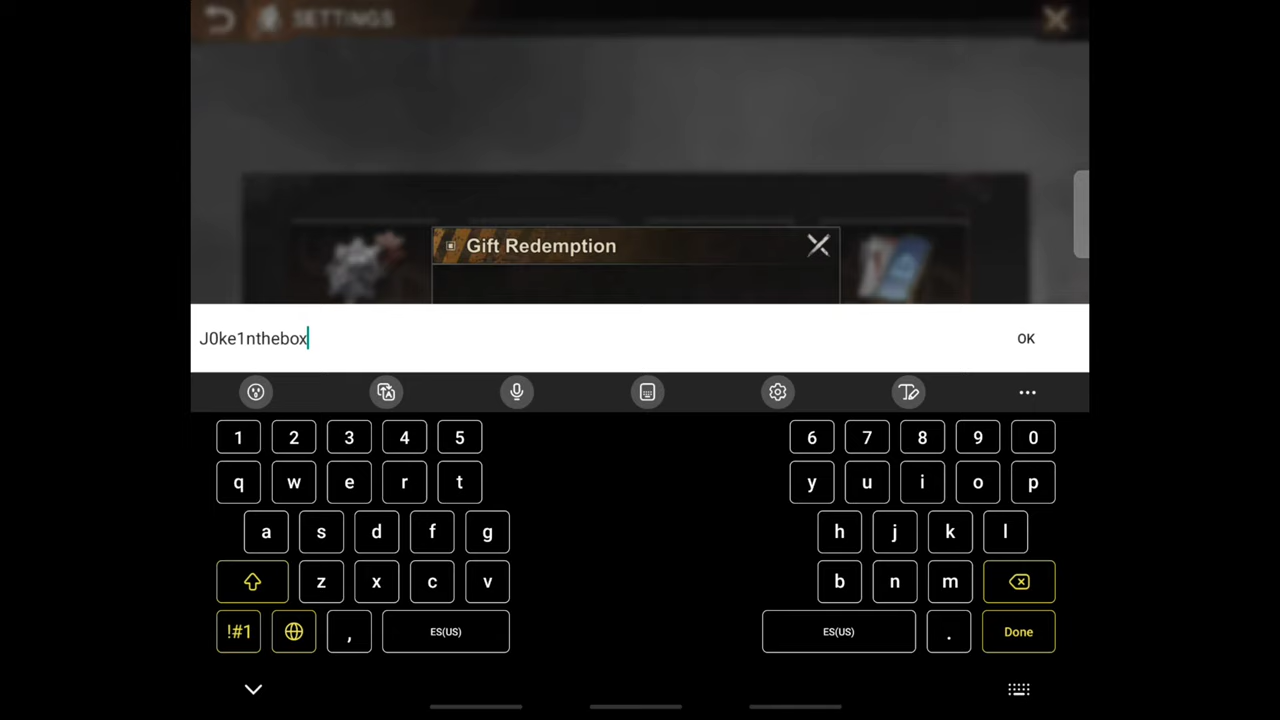 SETTINGS
Gift Redemption
J0ke1nthebox
OK
1 2 3 4 5 6 7 8 9 0
q w e r t y u i o p
a s d f g h j k l
z x c v b n m
!#1 , ES(US) ES(US) . Done